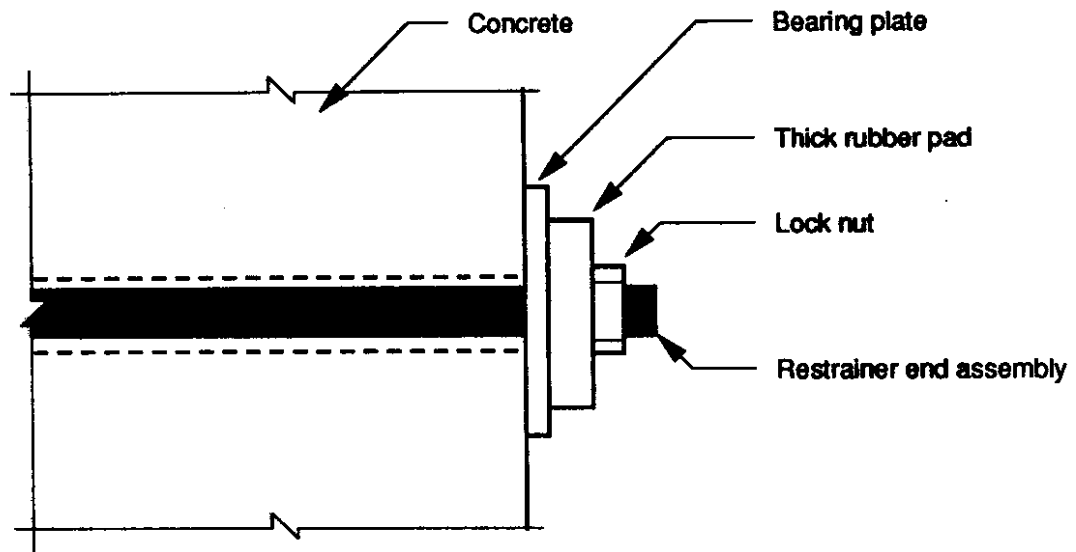 Concrete
Bearing plate
Thick rubber pad
Lock nut
Restrainer end assembly